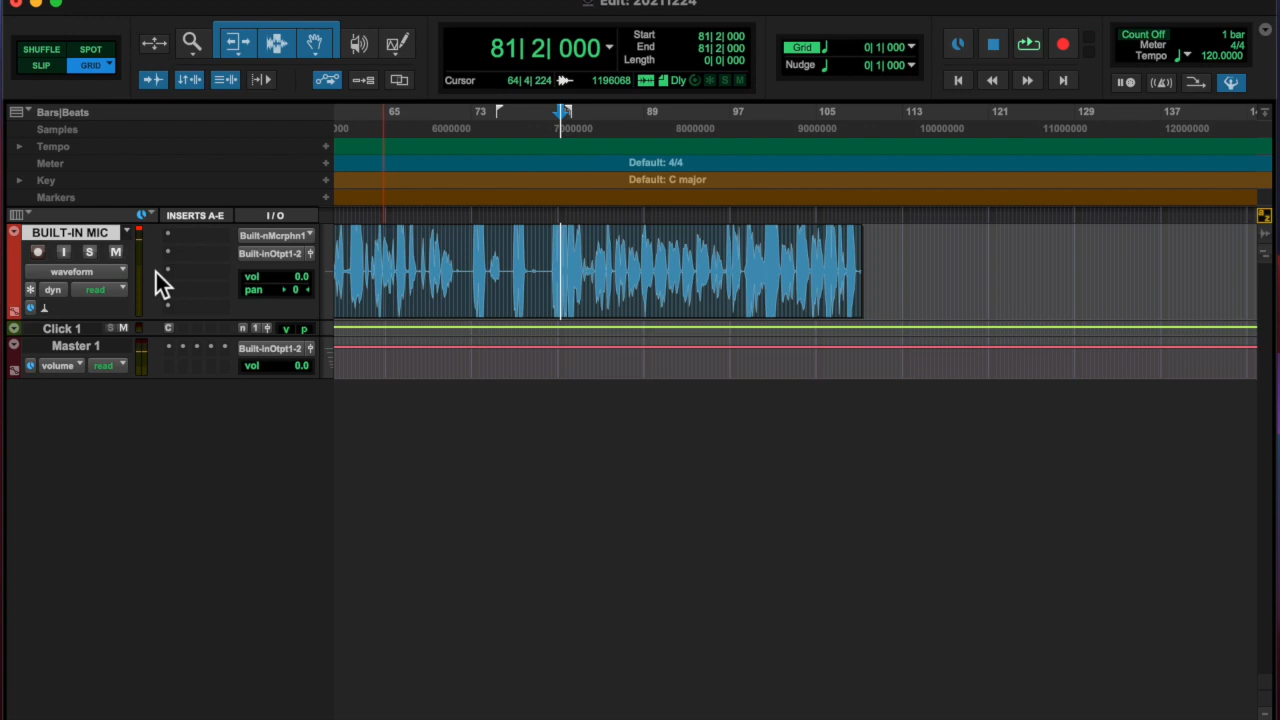 Edit: 20211224
SHUFFLE SPOT
SLIP GRID
81| 2| 000
Start 81| 2| 000
End 81| 2| 000
Length 0| 0| 000
Cursor 64| 4| 224 1196068 Dly S M
Grid 0| 1| 000
Nudge 0| 1| 000
Count Off 1 bar
Meter 4/4
Tempo 120.0000
Bars|Beats 65 73 89 97 105 113 121 129 137
Samples 000 6000000 7000000 8000000 9000000 10000000 11000000 12000000
Tempo +
Meter + Default: 4/4
Key + Default: C major
Markers +
INSERTS A-E I / O
BUILT-IN MIC Built-nMcrphn1
I S M Built-inOtpt1-2
waveform vol 0.0
dyn read pan 0
Click 1 S M C n 1 v p
Master 1 Built-inOtpt1-2
volume read vol 0.0
a
z